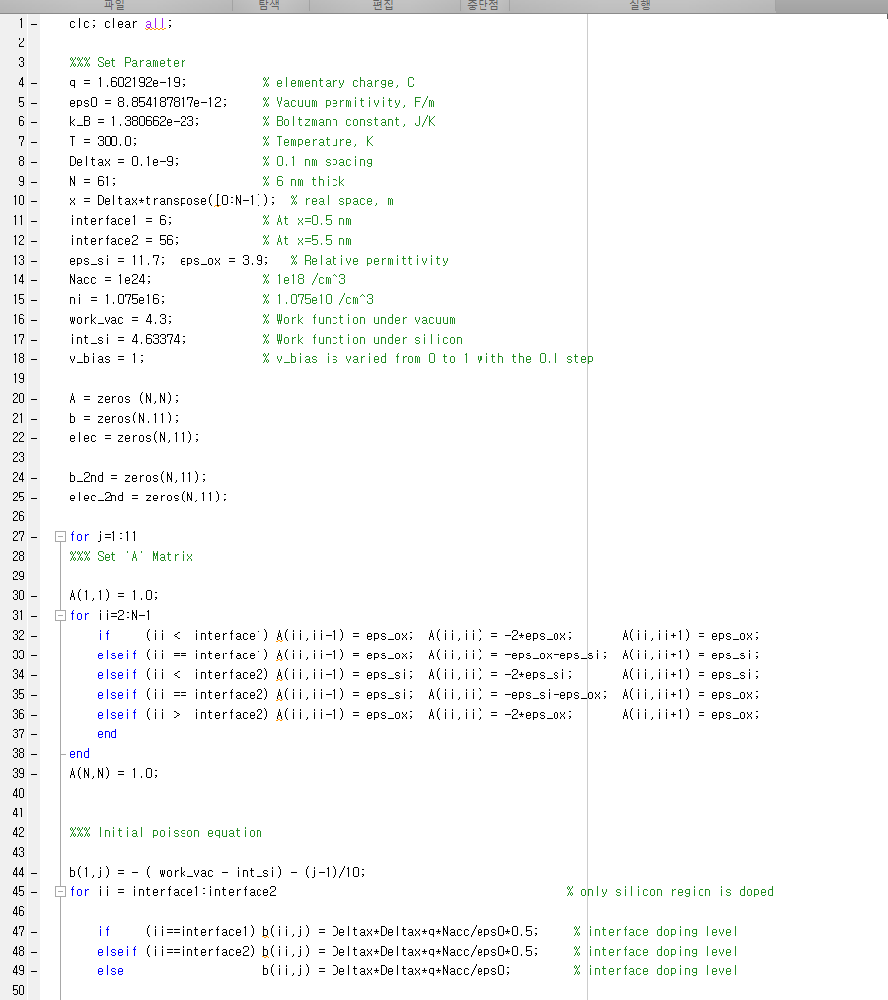 파일 탐색 편집 중단점 실행
1 – clc; clear all;
2
3 %%% Set Parameter
4 – q = 1.602192e-19; % elementary charge, C
5 – eps0 = 8.854187817e-12; % Vacuum permitivity, F/m
6 – k_B = 1.380662e-23; % Boltzmann constant, J/K
7 – T = 300.0; % Temperature, K
8 – Deltax = 0.1e-9; % 0.1 nm spacing
9 – N = 61; % 6 nm thick
10 – x = Deltax*transpose([0:N-1]); % real space, m
11 – interface1 = 6; % At x=0.5 nm
12 – interface2 = 56; % At x=5.5 nm
13 – eps_si = 11.7; eps_ox = 3.9; % Relative permittivity
14 – Nacc = 1e24; % 1e18 /cm^3
15 – ni = 1.075e16; % 1.075e10 /cm^3
16 – work_vac = 4.3; % Work function under vacuum
17 – int_si = 4.63374; % Work function under silicon
18 – v_bias = 1; % v_bias is varied from 0 to 1 with the 0.1 step
19
20 – A = zeros (N,N);
21 – b = zeros(N,11);
22 – elec = zeros(N,11);
23
24 – b_2nd = zeros(N,11);
25 – elec_2nd = zeros(N,11);
26
27 – for j=1:11
28 %%% Set 'A' Matrix
29
30 – A(1,1) = 1.0;
31 – for ii=2:N-1
32 – if (ii < interface1) A(ii,ii-1) = eps_ox; A(ii,ii) = -2*eps_ox; A(ii,ii+1) = eps_ox;
33 – elseif (ii == interface1) A(ii,ii-1) = eps_ox; A(ii,ii) = -eps_ox-eps_si; A(ii,ii+1) = eps_si;
34 – elseif (ii < interface2) A(ii,ii-1) = eps_si; A(ii,ii) = -2*eps_si; A(ii,ii+1) = eps_si;
35 – elseif (ii == interface2) A(ii,ii-1) = eps_si; A(ii,ii) = -eps_si-eps_ox; A(ii,ii+1) = eps_ox;
36 – elseif (ii > interface2) A(ii,ii-1) = eps_ox; A(ii,ii) = -2*eps_ox; A(ii,ii+1) = eps_ox;
37 – end
38 – end
39 – A(N,N) = 1.0;
40
41
42 %%% Initial poisson equation
43
44 – b(1,j) = - ( work_vac - int_si) - (j-1)/10;
45 – for ii = interface1:interface2 % only silicon region is doped
46
47 – if (ii==interface1) b(ii,j) = Deltax*Deltax*q*Nacc/eps0*0.5; % interface doping level
48 – elseif (ii==interface2) b(ii,j) = Deltax*Deltax*q*Nacc/eps0*0.5; % interface doping level
49 – else b(ii,j) = Deltax*Deltax*q*Nacc/eps0; % interface doping level
50